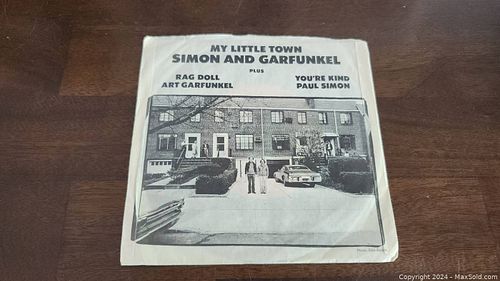 MY LITTLE TOWN
SIMON AND GARFUNKEL
PLUS
RAG DOLL
ART GARFUNKEL
YOU'RE KIND
PAUL SIMON
Copyright © 2024 - MaxSold.com